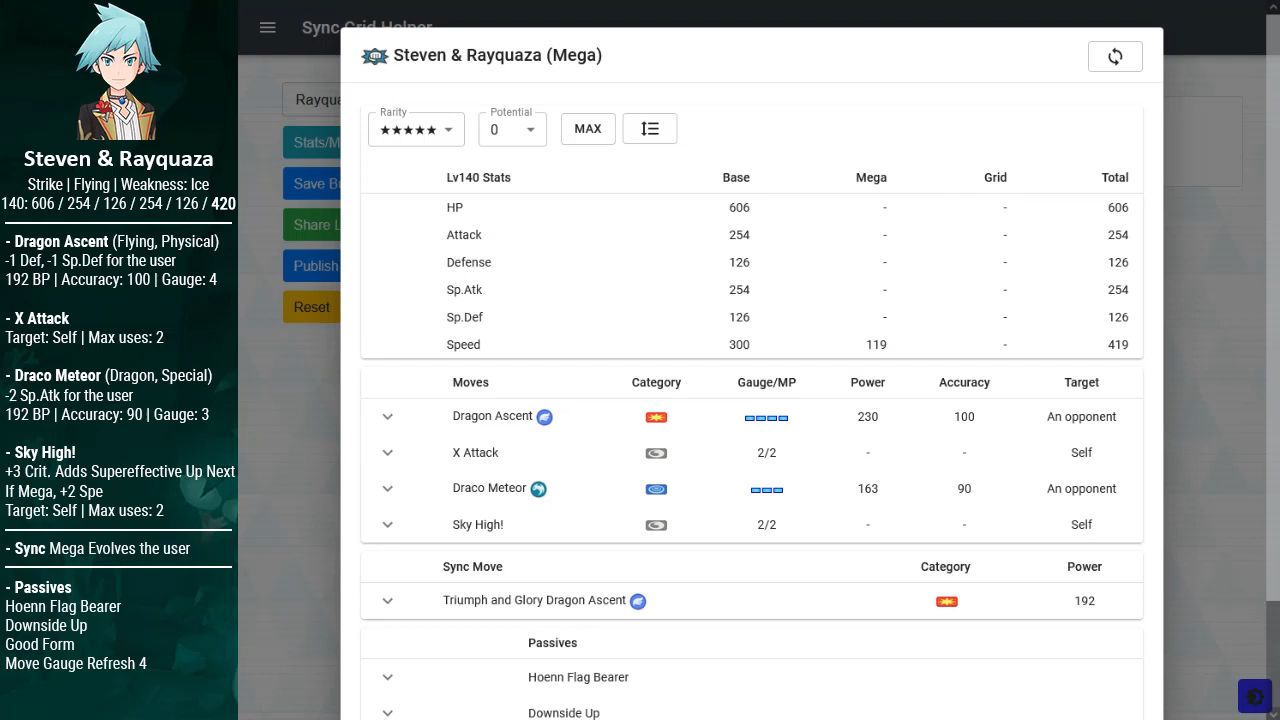 Steven & Rayquaza
Strike | Flying | Weakness: Ice
140: 606 / 254 / 126 / 254 / 126 / 420
- Dragon Ascent (Flying, Physical)
-1 Def, -1 Sp.Def for the user
192 BP | Accuracy: 100 | Gauge: 4
- X Attack
Target: Self | Max uses: 2
- Draco Meteor (Dragon, Special)
-2 Sp.Atk for the user
192 BP | Accuracy: 90 | Gauge: 3
- Sky High!
+3 Crit. Adds Supereffective Up Next
If Mega, +2 Spe
Target: Self | Max uses: 2
- Sync Mega Evolves the user
- Passives
Hoenn Flag Bearer
Downside Up
Good Form
Move Gauge Refresh 4
Sync Grid Helper
Rayqua
Stats/M
Save Bu
Share L
Publish
Reset
Steven & Rayquaza (Mega)
Rarity Potential
★★★★★ 0 MAX
Lv140 Stats Base Mega Grid Total
HP 606 - - 606
Attack 254 - - 254
Defense 126 - - 126
Sp.Atk 254 - - 254
Sp.Def 126 - - 126
Speed 300 119 - 419
Moves Category Gauge/MP Power Accuracy Target
Dragon Ascent 230 100 An opponent
X Attack 2/2 - - Self
Draco Meteor 163 90 An opponent
Sky High! 2/2 - - Self
Sync Move Category Power
Triumph and Glory Dragon Ascent 192
Passives
Hoenn Flag Bearer
Downside Up